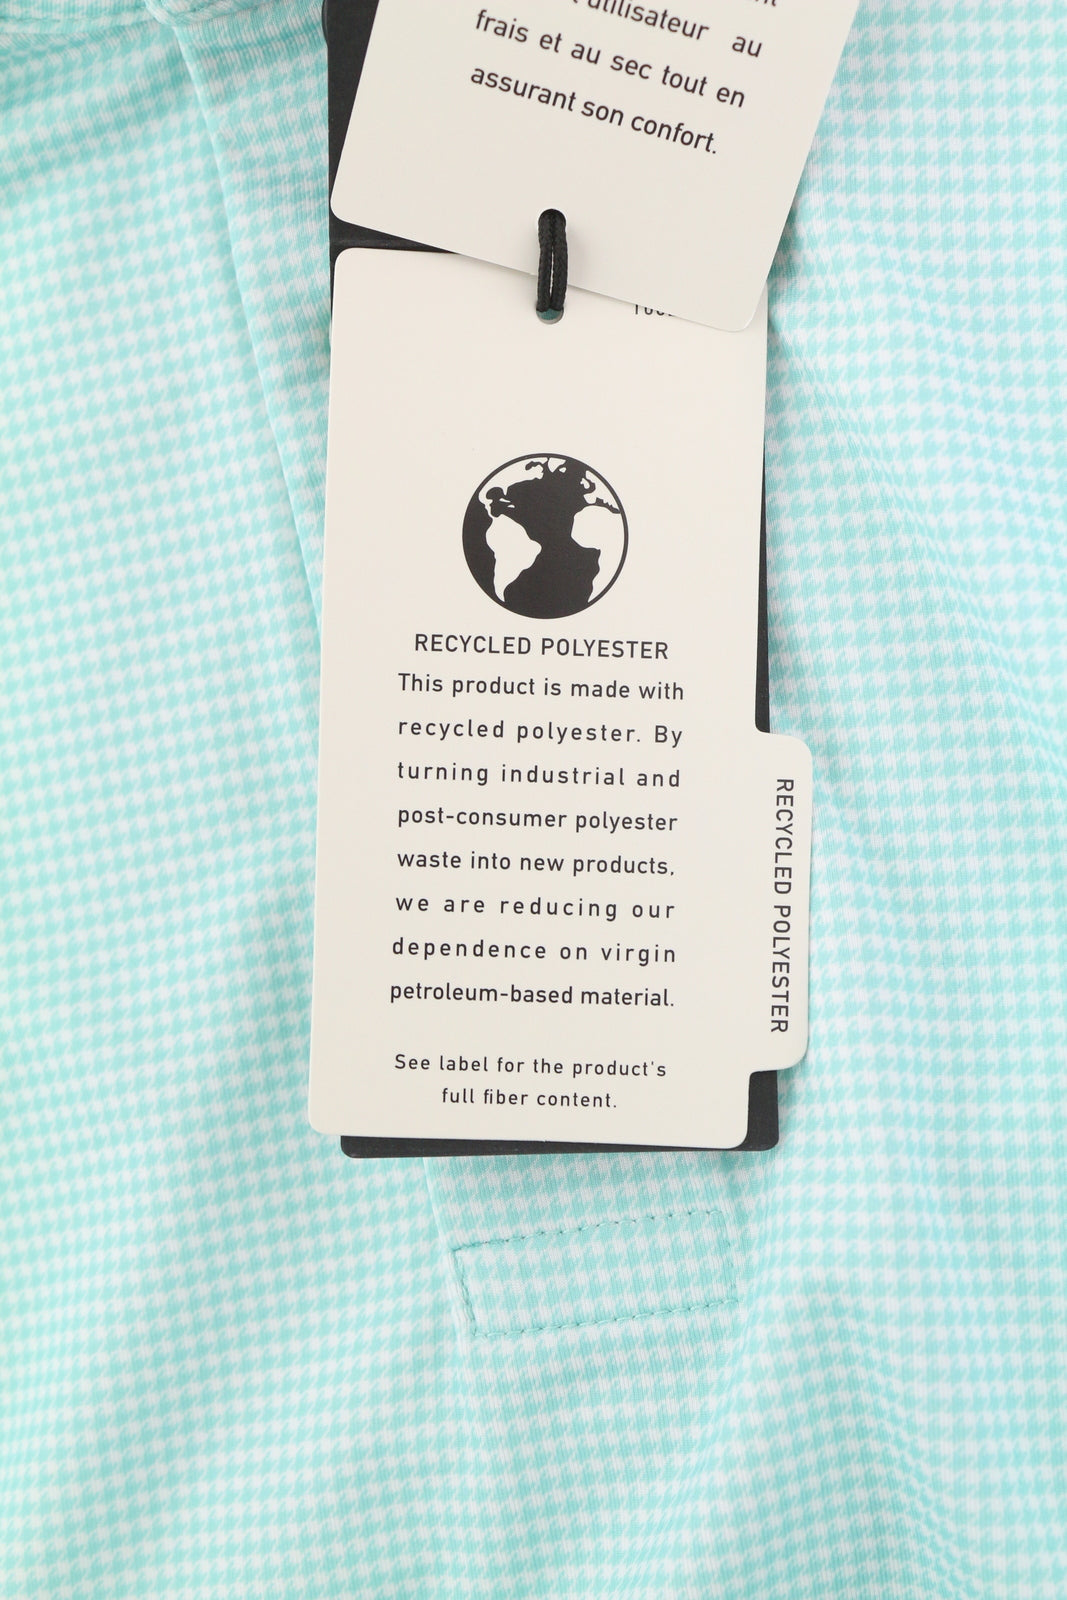 utilisateur au
frais et au sec tout en
assurant son confort.
RECYCLED POLYESTER
This product is made with
recycled polyester. By
turning industrial and
post-consumer polyester
waste into new products,
we are reducing our
dependence on virgin
petroleum-based material.
See label for the product's
full fiber content.
RECYCLED POLYESTER